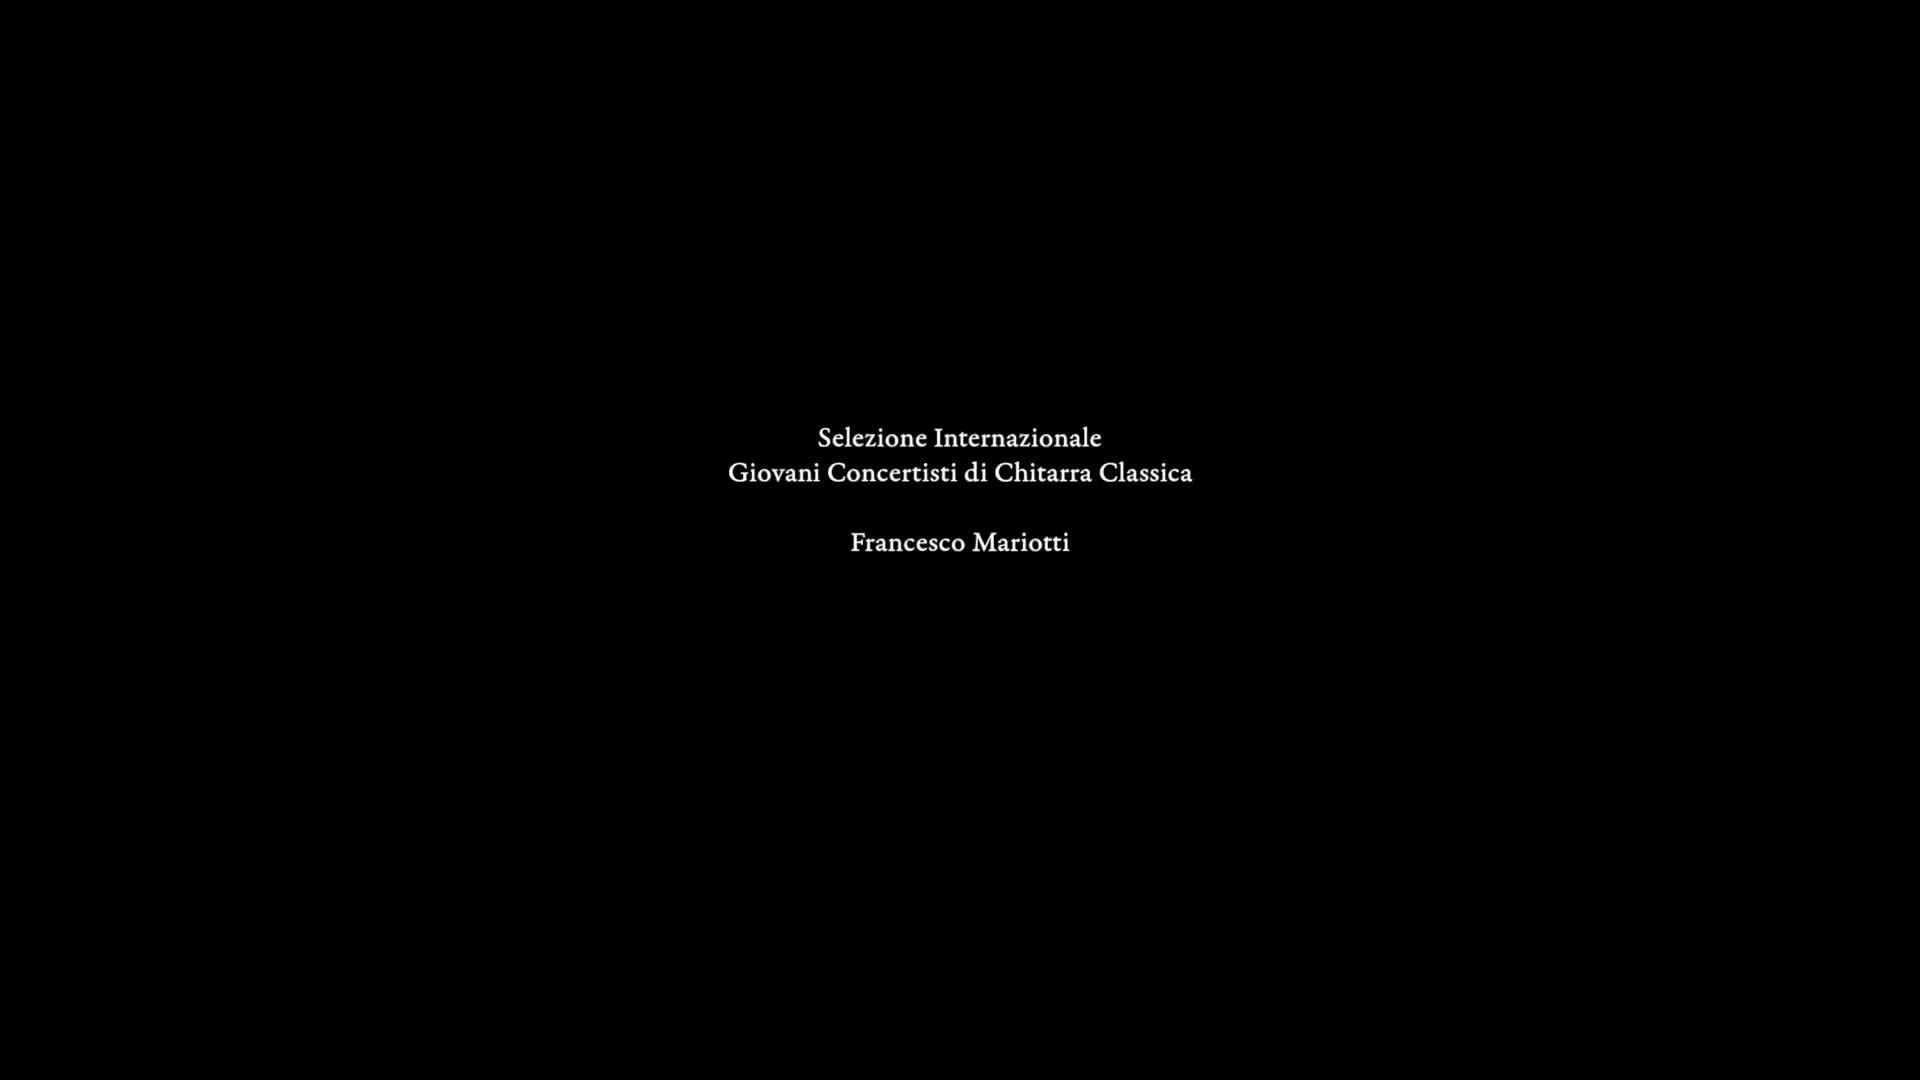 Selezione Internazionale
Giovani Concertisti di Chitarra Classica
Francesco Mariotti